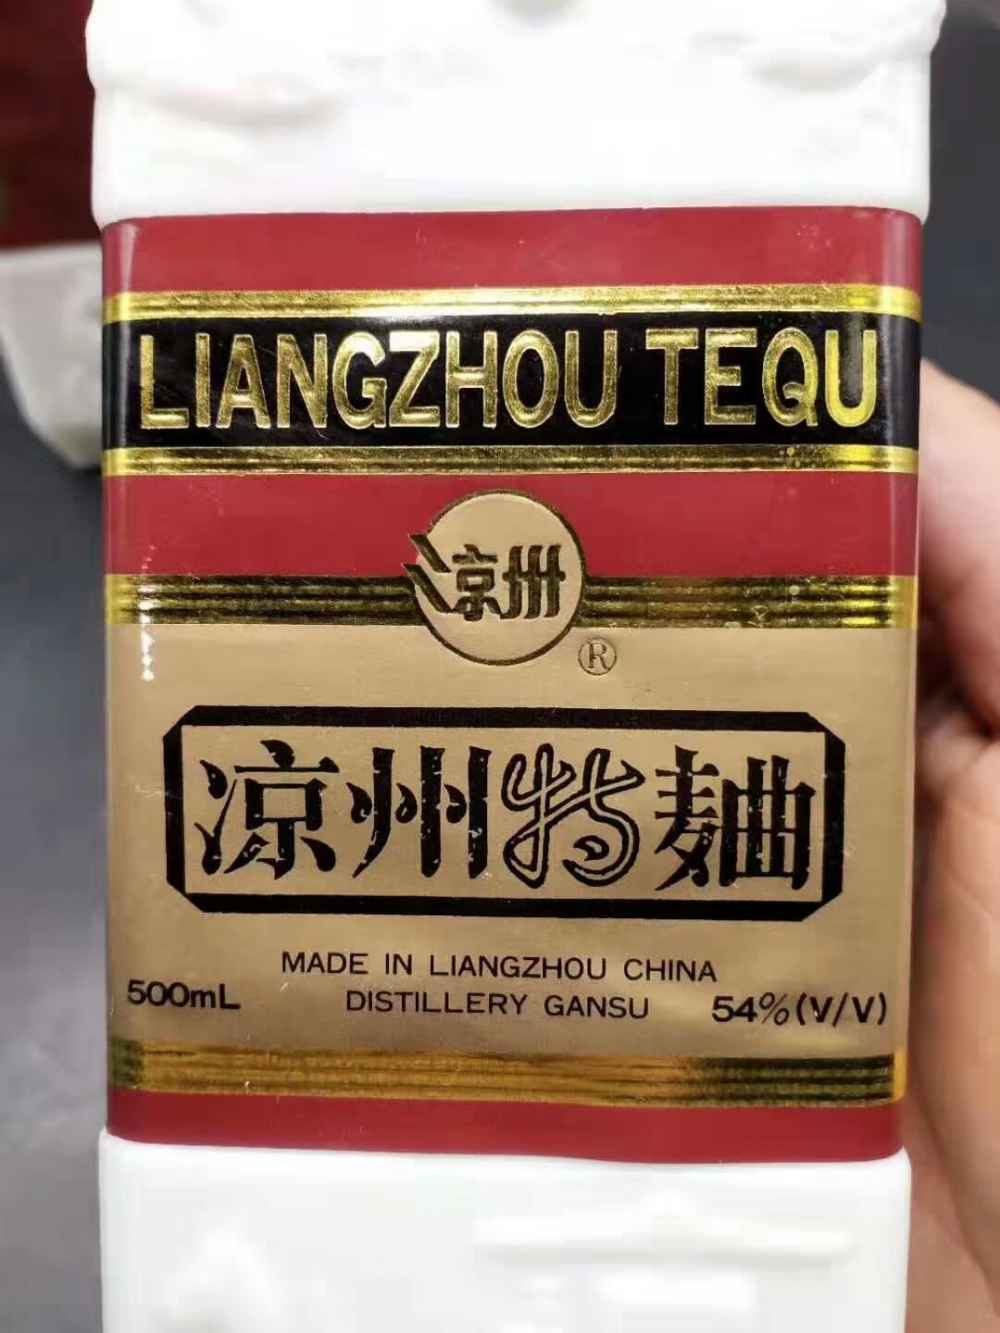 LIANGZHOU TEQU
凉州
®
凉州特麯
MADE IN LIANGZHOU CHINA
500mL DISTILLERY GANSU 54%(V/V)